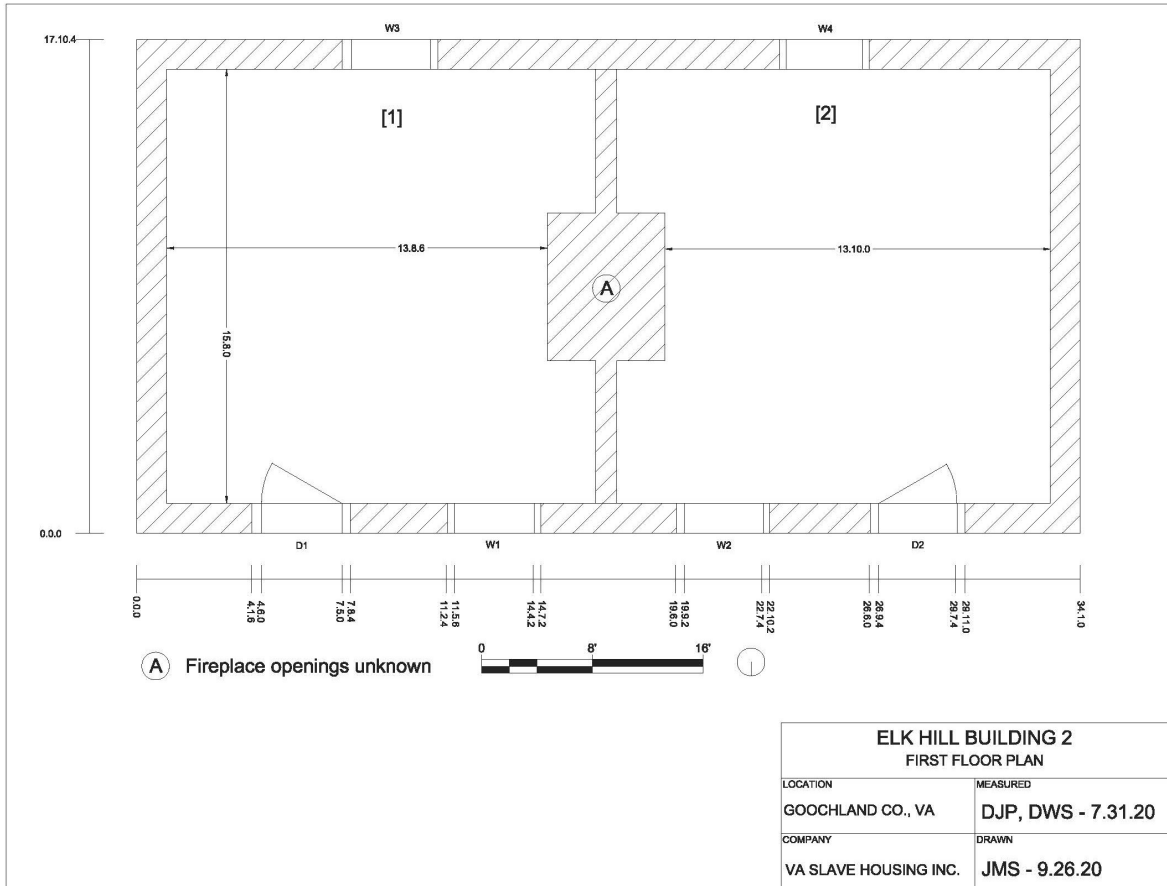 W3
W4
17.10.4
[1]
[2]
13.8.6
13.10.0
A
15.8.0
0.0.0
D1
W1
W2
D2
0.0.0
4.1.6
4.6.0
7.5.0
7.8.4
11.2.4
11.5.6
14.4.2
14.7.2
19.6.0
19.9.2
22.7.4
22.10.2
26.6.0
26.9.4
29.7.4
29.11.0
34.1.0
A Fireplace openings unknown
0 8' 16'
ELK HILL BUILDING 2
FIRST FLOOR PLAN
LOCATION
GOOCHLAND CO., VA
MEASURED
DJP, DWS - 7.31.20
COMPANY
VA SLAVE HOUSING INC.
DRAWN
JMS - 9.26.20